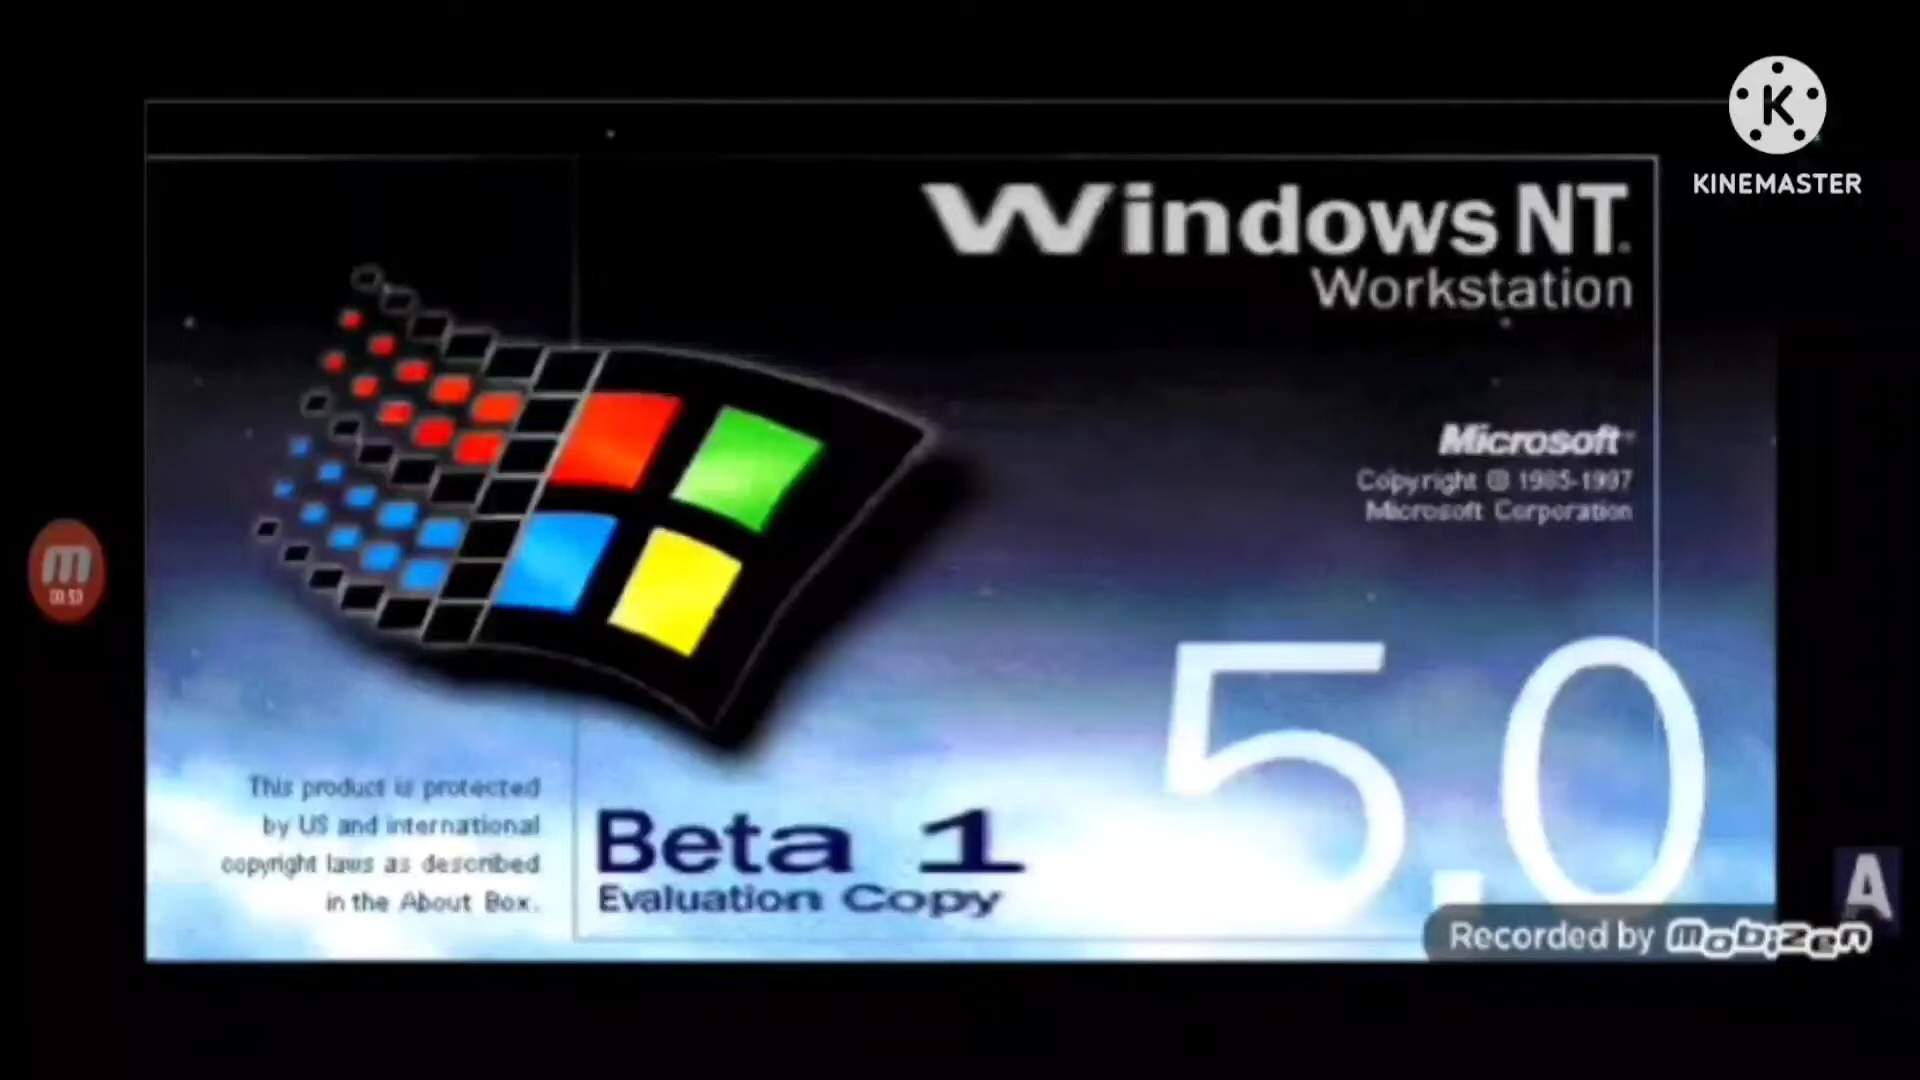 K
KINEMASTER
Windows NT
Workstation
Microsoft
Copyright © 1985-1997
Microsoft Corporation
5.0
This product is protected
by US and international
copyright laws as described
in the About Box.
Beta 1
Evaluation Copy
A
Recorded by mobizen